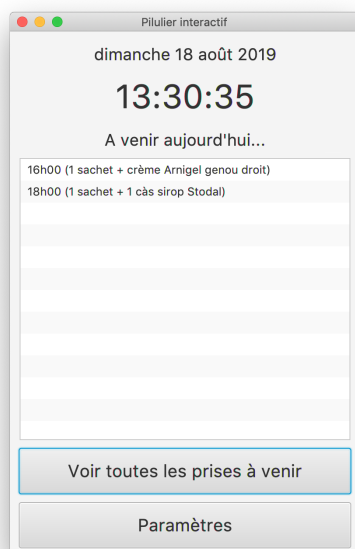 Pilulier interactif
dimanche 18 août 2019
13:30:35
A venir aujourd'hui...
16h00 (1 sachet + crème Arnigel genou droit)
18h00 (1 sachet + 1 càs sirop Stodal)
Voir toutes les prises à venir
Paramètres